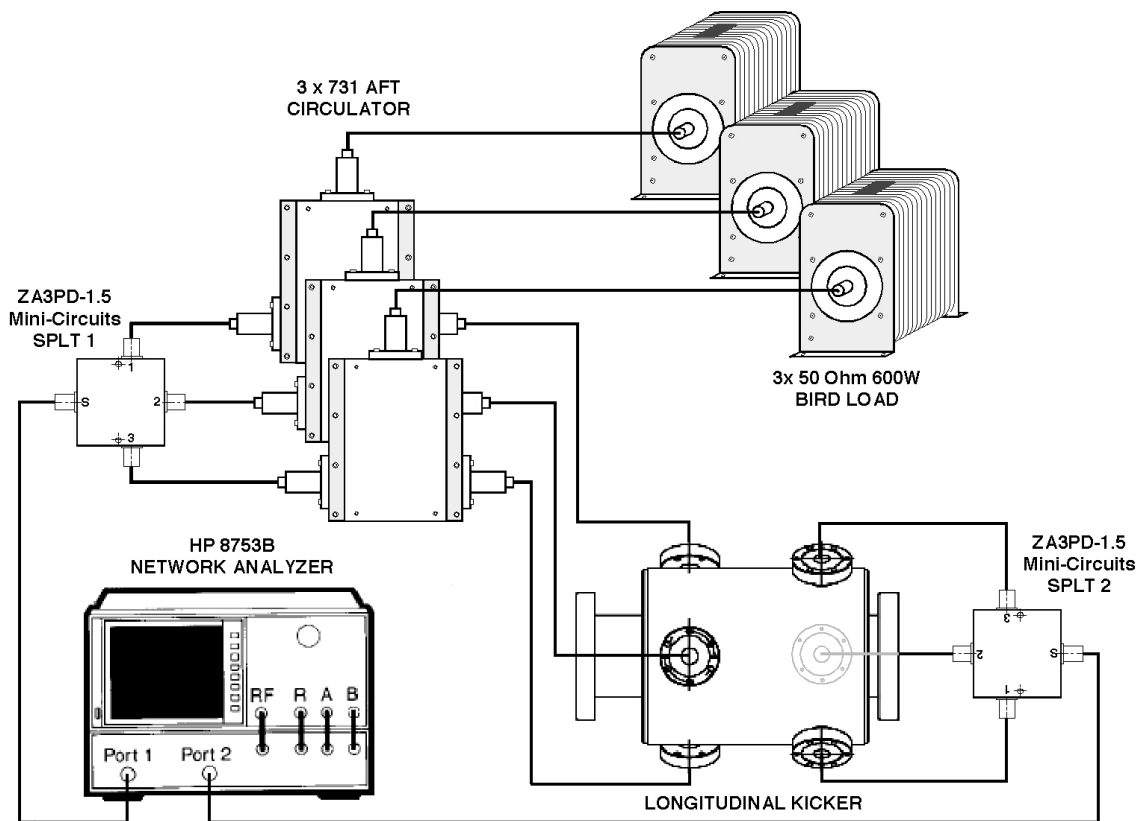 3 x 731 AFT
CIRCULATOR
ZA3PD-1.5
Mini-Circuits
SPLT 1
1
S
2
3
3x 50 Ohm 600W
BIRD LOAD
HP 8753B
NETWORK ANALYZER
RF R A B
Port 1 Port 2
ZA3PD-1.5
Mini-Circuits
SPLT 2
3
2
S
1
LONGITUDINAL KICKER